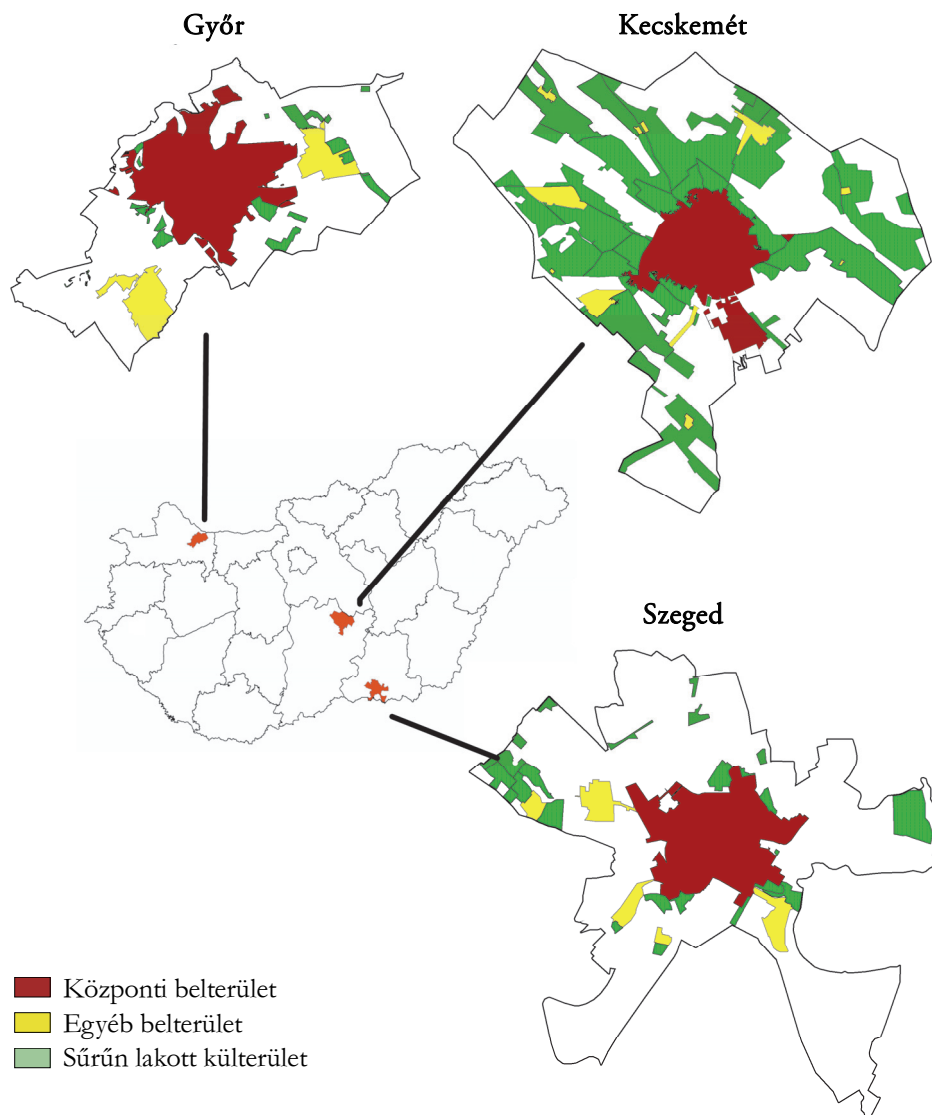 Győr
Kecskemét
Szeged
Központi belterület
Egyéb belterület
Sűrűn lakott külterület